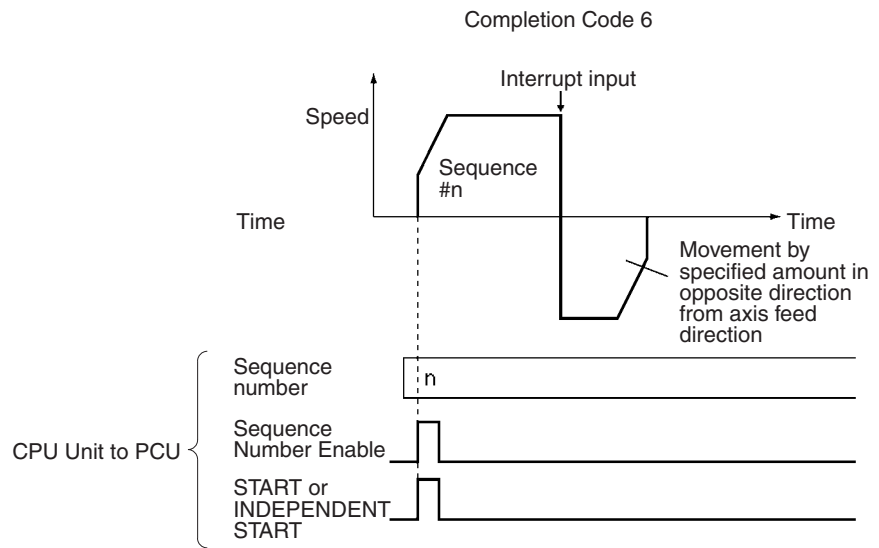 Completion Code 6
Interrupt input
Speed
Sequence
#n
Time
Time
Movement by
specified amount in
opposite direction
from axis feed
direction
Sequence
number
n
CPU Unit to PCU
Sequence
Number Enable
START or
INDEPENDENT
START